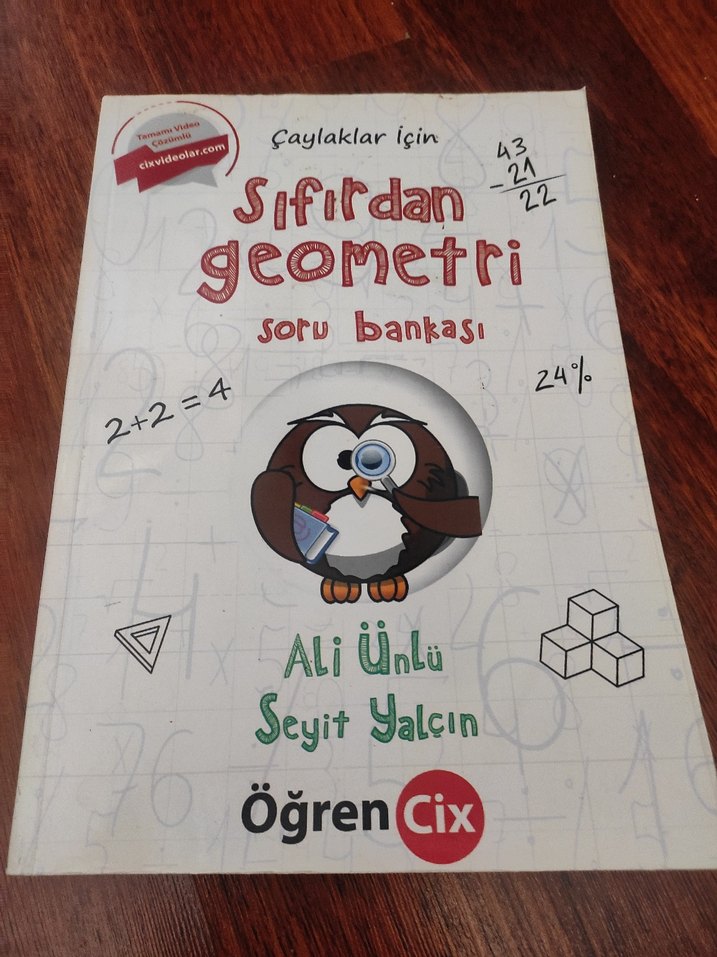 Tamamı Video
Çözümlü
cixvideolar.com
Çaylaklar İçin
43
-21
22
Sıfırdan
geometri
soru bankası
24%
2+2=4
Ali Ünlü
Seyit Yalçın
Öğren Cix